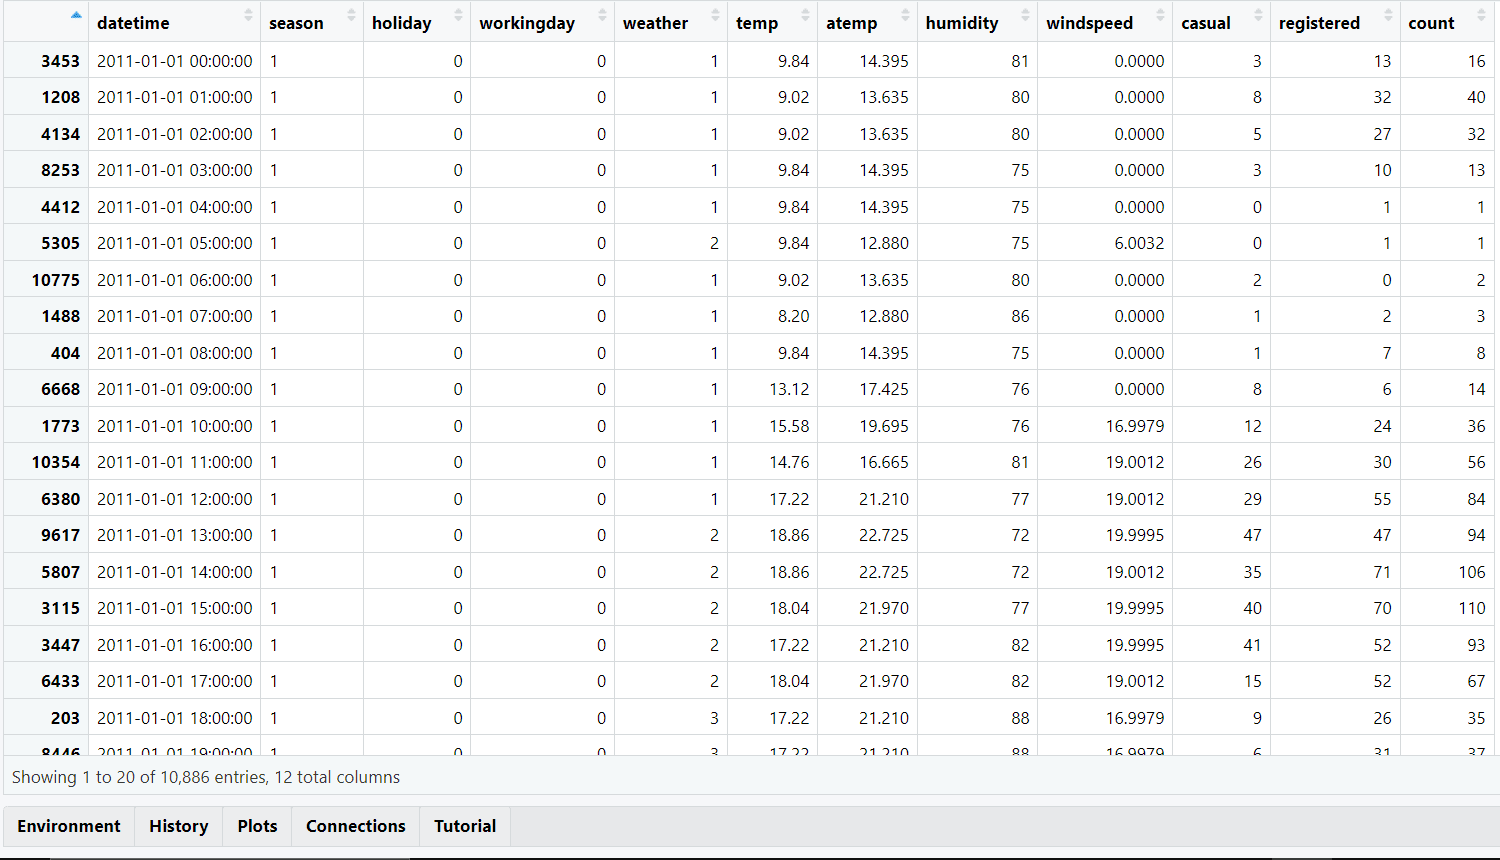 datetime season holiday workingday weather temp atemp humidity windspeed casual registered count
3453 2011-01-01 00:00:00 1 0 0 1 9.84 14.395 81 0.0000 3 13 16
1208 2011-01-01 01:00:00 1 0 0 1 9.02 13.635 80 0.0000 8 32 40
4134 2011-01-01 02:00:00 1 0 0 1 9.02 13.635 80 0.0000 5 27 32
8253 2011-01-01 03:00:00 1 0 0 1 9.84 14.395 75 0.0000 3 10 13
4412 2011-01-01 04:00:00 1 0 0 1 9.84 14.395 75 0.0000 0 1 1
5305 2011-01-01 05:00:00 1 0 0 2 9.84 12.880 75 6.0032 0 1 1
10775 2011-01-01 06:00:00 1 0 0 1 9.02 13.635 80 0.0000 2 0 2
1488 2011-01-01 07:00:00 1 0 0 1 8.20 12.880 86 0.0000 1 2 3
404 2011-01-01 08:00:00 1 0 0 1 9.84 14.395 75 0.0000 1 7 8
6668 2011-01-01 09:00:00 1 0 0 1 13.12 17.425 76 0.0000 8 6 14
1773 2011-01-01 10:00:00 1 0 0 1 15.58 19.695 76 16.9979 12 24 36
10354 2011-01-01 11:00:00 1 0 0 1 14.76 16.665 81 19.0012 26 30 56
6380 2011-01-01 12:00:00 1 0 0 1 17.22 21.210 77 19.0012 29 55 84
9617 2011-01-01 13:00:00 1 0 0 2 18.86 22.725 72 19.9995 47 47 94
5807 2011-01-01 14:00:00 1 0 0 2 18.86 22.725 72 19.0012 35 71 106
3115 2011-01-01 15:00:00 1 0 0 2 18.04 21.970 77 19.9995 40 70 110
3447 2011-01-01 16:00:00 1 0 0 2 17.22 21.210 82 19.9995 41 52 93
6433 2011-01-01 17:00:00 1 0 0 2 18.04 21.970 82 19.0012 15 52 67
203 2011-01-01 18:00:00 1 0 0 3 17.22 21.210 88 16.9979 9 26 35
8446 2011-01-01 19:00:00 1 0 0 3 17.22 21.210 88 16.9979 6 31 37
Showing 1 to 20 of 10,886 entries, 12 total columns
Environment History Plots Connections Tutorial